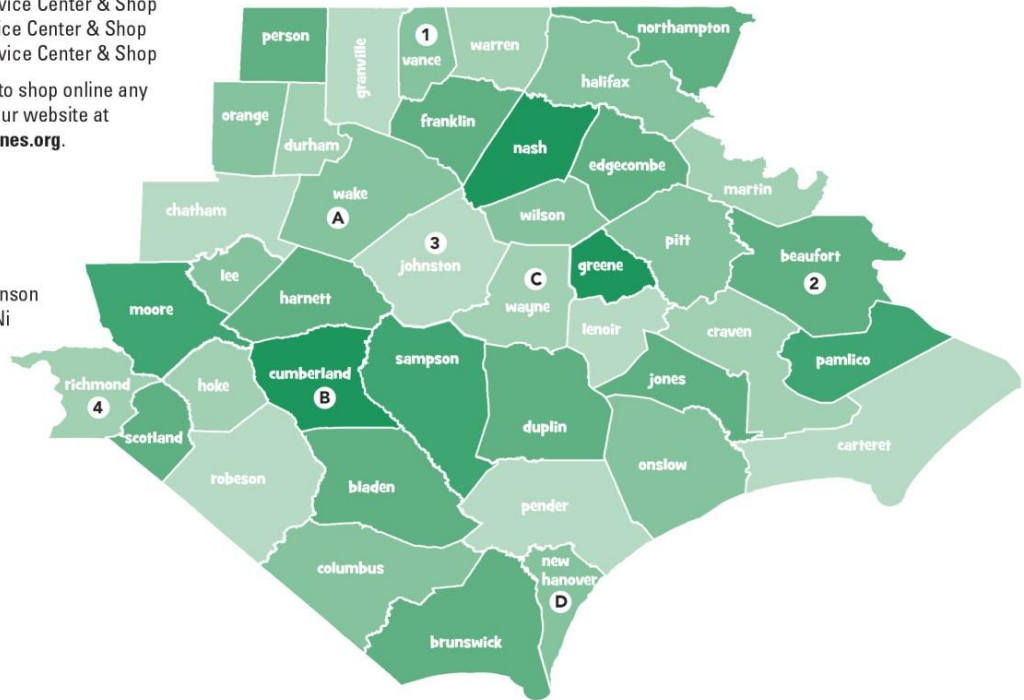 vice Center & Shop
ice Center & Shop
vice Center & Shop
to shop online any
ur website at
nes.org.
nson
Ni
person
granville
1
vance
warren
northampton
halifax
orange
durham
franklin
nash
edgecombe
martin
chatham
wake
A
wilson
pitt
beaufort
2
lee
3
johnston
C
wayne
greene
moore
harnett
lenoir
craven
pamlico
richmond
4
hoke
cumberland
B
sampson
jones
scotland
duplin
carteret
robeson
bladen
onslow
pender
columbus
new
hanover
D
brunswick